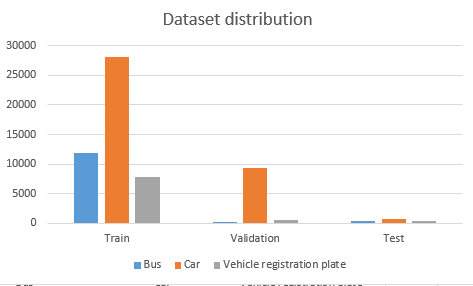 Dataset distribution
30000
25000
20000
15000
10000
5000
0
Train Validation Test
Bus Car Vehicle registration plate